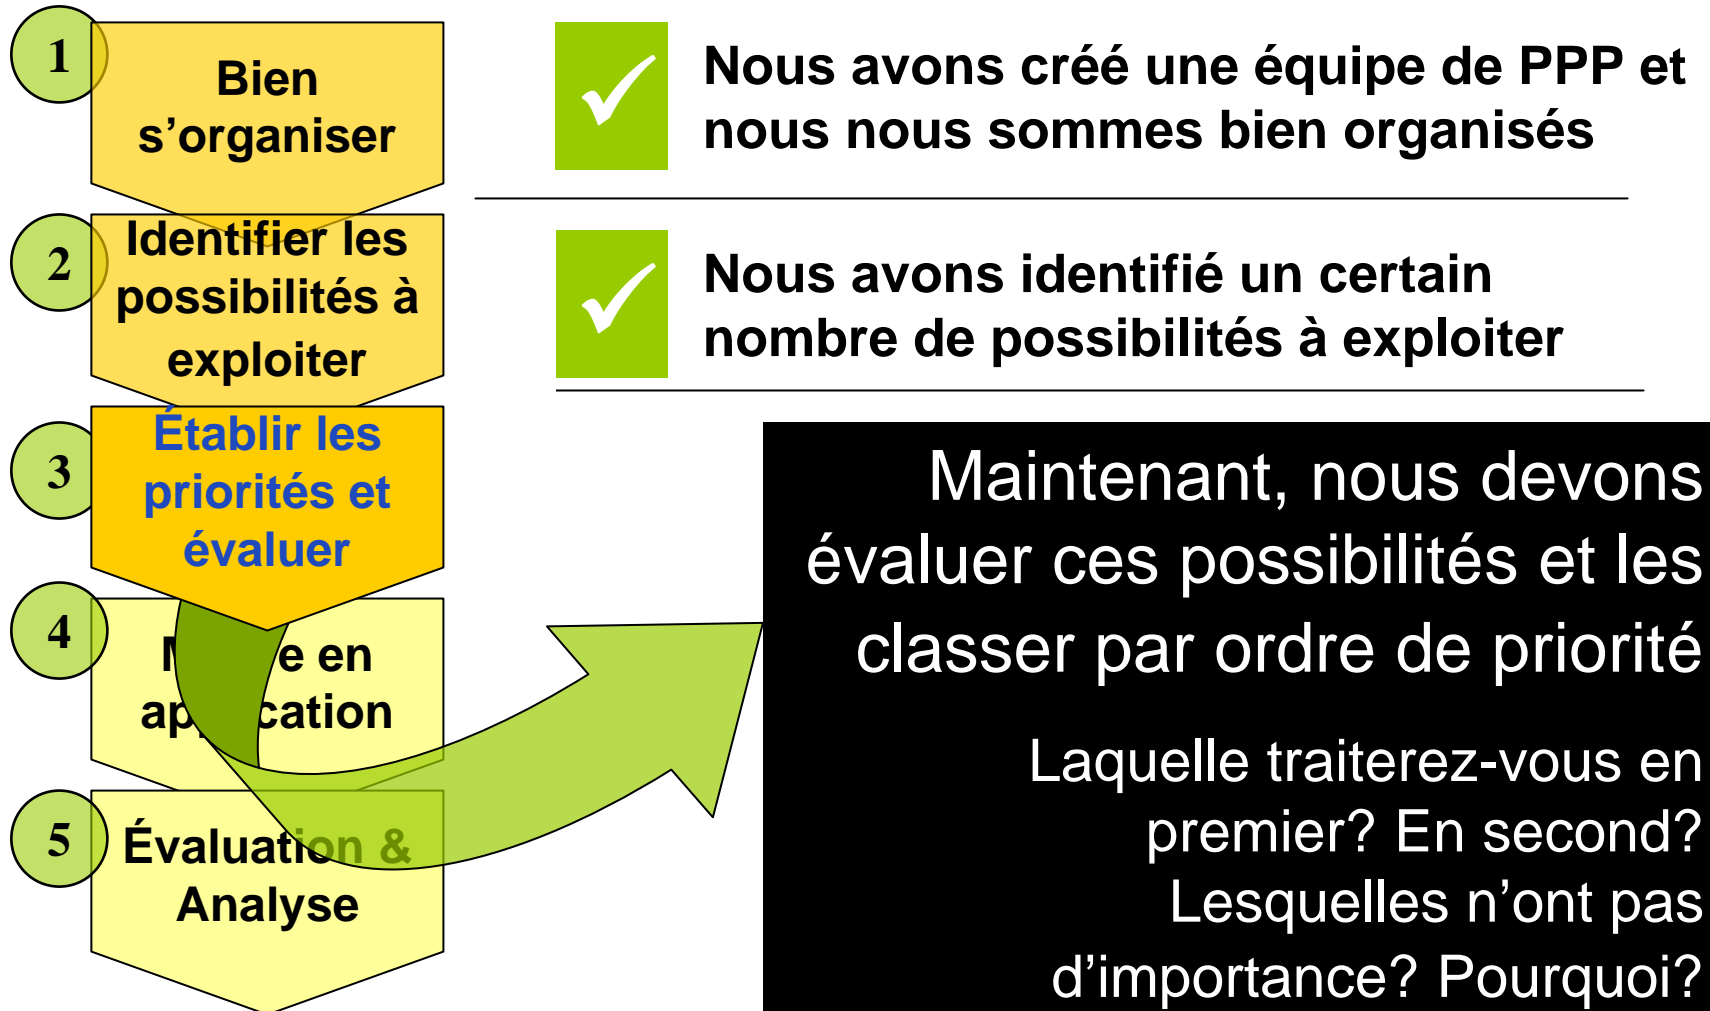 1
Bien
s’organiser
Nous avons créé une équipe de PPP et
nous nous sommes bien organisés
2
Identifier les
possibilités à
exploiter
Nous avons identifié un certain
nombre de possibilités à exploiter
3
Établir les
priorités et
évaluer
Maintenant, nous devons
évaluer ces possibilités et les
classer par ordre de priorité
Laquelle traiterez-vous en
premier? En second?
Lesquelles n’ont pas
d’importance? Pourquoi?
4
en
5
Évaluation &
Analyse